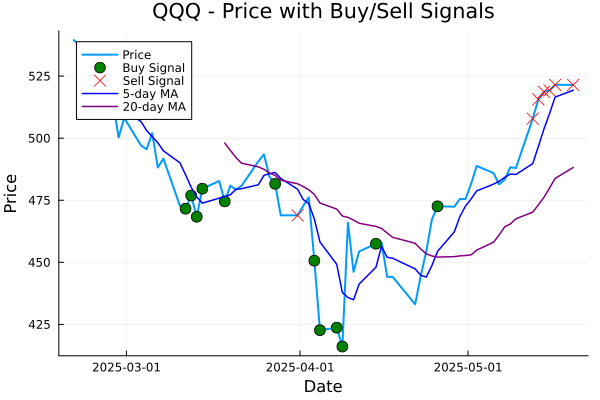 QQQ - Price with Buy/Sell Signals
Price
Buy Signal
Sell Signal
5-day MA
20-day MA
525
500
475
450
425
Price
2025-03-01
2025-04-01
2025-05-01
Date